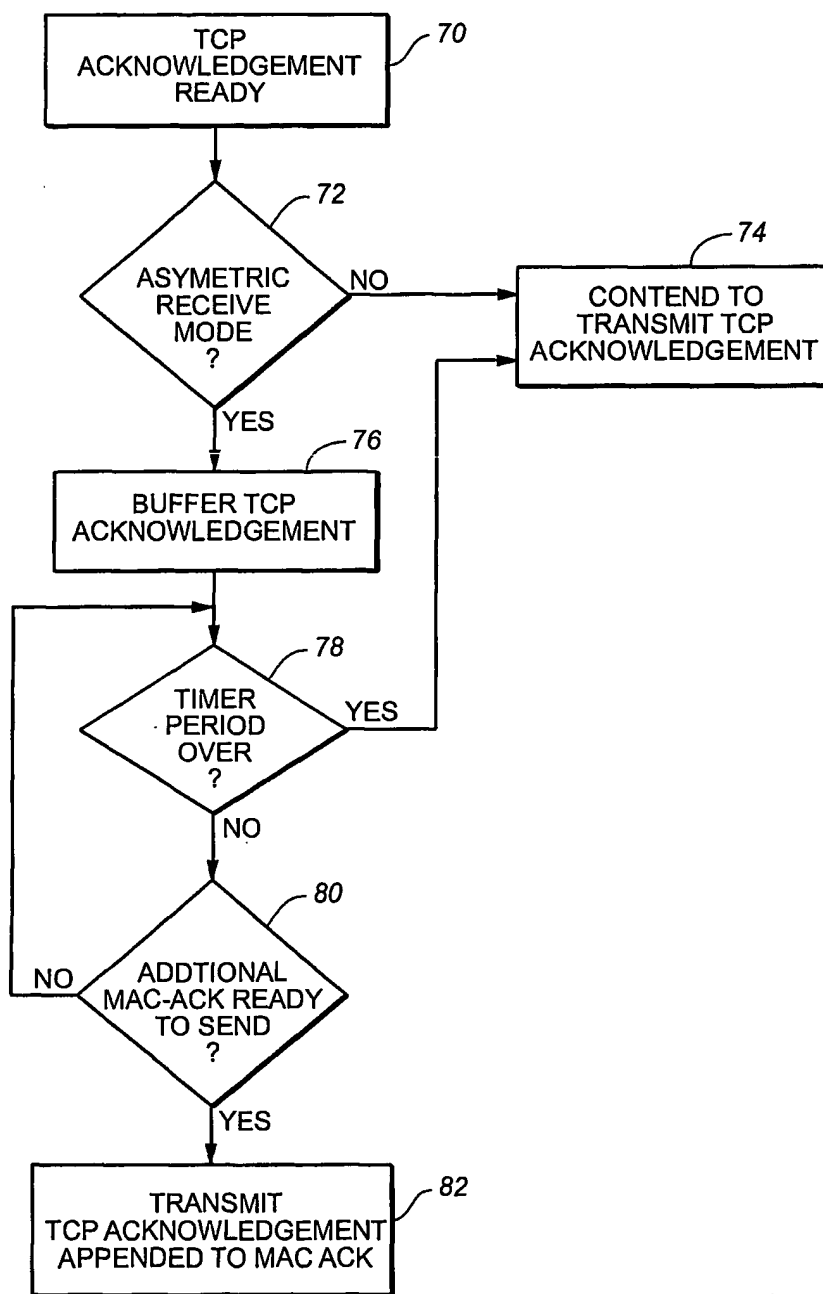 TCP
ACKNOWLEDGEMENT
READY
70
72
ASYMETRIC
RECEIVE
MODE
?
NO
YES
74
CONTEND TO
TRANSMIT TCP
ACKNOWLEDGEMENT
76
BUFFER TCP
ACKNOWLEDGEMENT
78
TIMER
PERIOD
OVER
?
YES
NO
80
ADDTIONAL
MAC-ACK READY
TO SEND
?
NO
YES
82
TRANSMIT
TCP ACKNOWLEDGEMENT
APPENDED TO MAC ACK